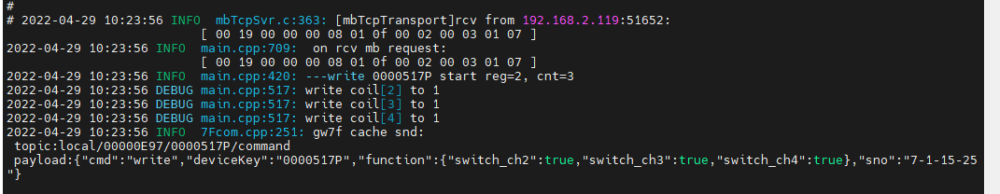 #
# 2022-04-29 10:23:56 INFO  mbTcpSvr.c:363: [mbTcpTransport]rcv from 192.168.2.119:51652:
[ 00 19 00 00 00 08 01 0f 00 02 00 03 01 07 ]
2022-04-29 10:23:56 INFO  main.cpp:709:  on rcv mb request:
[ 00 19 00 00 00 08 01 0f 00 02 00 03 01 07 ]
2022-04-29 10:23:56 INFO  main.cpp:420: ---write 0000517P start reg=2, cnt=3
2022-04-29 10:23:56 DEBUG main.cpp:517: write coil[2] to 1
2022-04-29 10:23:56 DEBUG main.cpp:517: write coil[3] to 1
2022-04-29 10:23:56 DEBUG main.cpp:517: write coil[4] to 1
2022-04-29 10:23:56 INFO  7Fcom.cpp:251: gw7f cache snd:
topic:local/00000E97/0000517P/command
payload:{"cmd":"write","deviceKey":"0000517P","function":{"switch_ch2":true,"switch_ch3":true,"switch_ch4":true},"sno":"7-1-15-25
"}